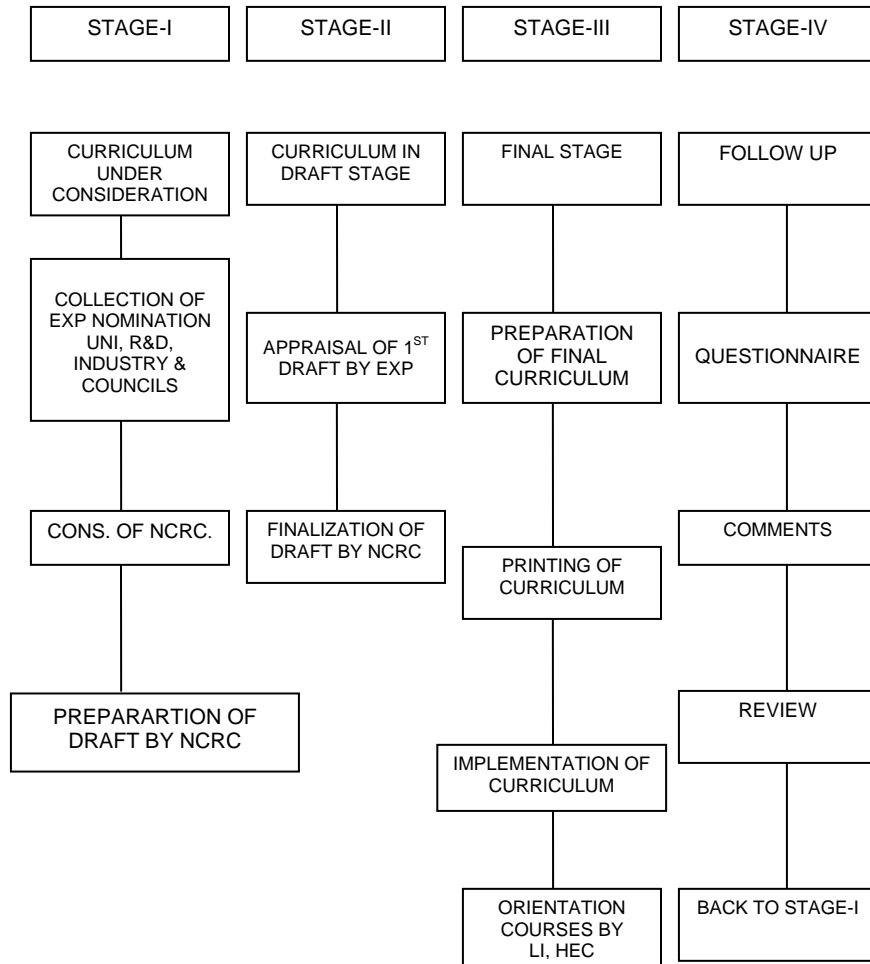 STAGE-I
STAGE-II
STAGE-III
STAGE-IV
CURRICULUM
UNDER
CONSIDERATION
COLLECTION OF
EXP NOMINATION
UNI, R&D,
INDUSTRY &
COUNCILS
CONS. OF NCRC.
PREPARARTION OF
DRAFT BY NCRC
CURRICULUM IN
DRAFT STAGE
APPRAISAL OF 1ST
DRAFT BY EXP
FINALIZATION OF
DRAFT BY NCRC
FINAL STAGE
PREPARATION
OF FINAL
CURRICULUM
PRINTING OF
CURRICULUM
IMPLEMENTATION OF
CURRICULUM
ORIENTATION
COURSES BY
LI, HEC
FOLLOW UP
QUESTIONNAIRE
COMMENTS
REVIEW
BACK TO STAGE-I